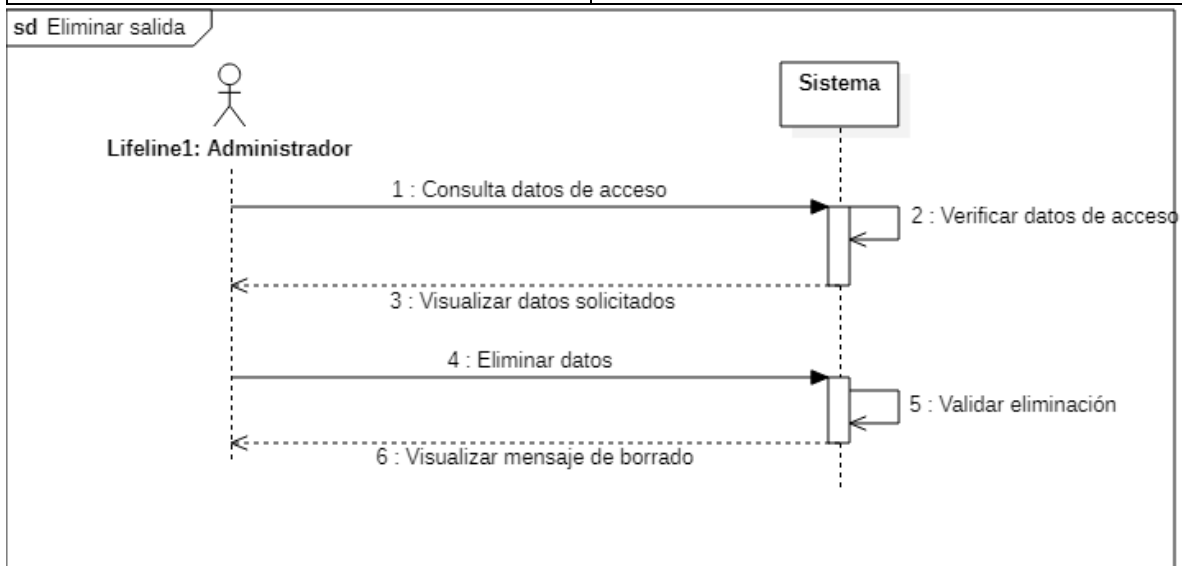 sd Eliminar salida
Sistema
Lifeline1: Administrador
1 : Consulta datos de acceso
2 : Verificar datos de acceso
3 : Visualizar datos solicitados
4 : Eliminar datos
5 : Validar eliminación
6 : Visualizar mensaje de borrado